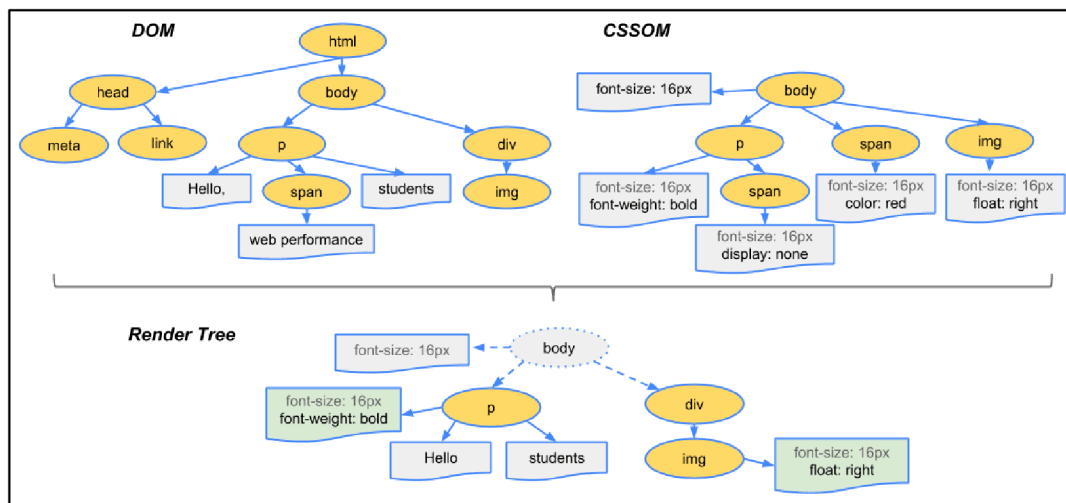 DOM
CSSOM
html
head
body
meta
link
p
div
Hello,
span
students
img
web performance
font-size: 16px
body
p
span
img
font-size: 16px
font-weight: bold
span
font-size: 16px
color: red
font-size: 16px
float: right
font-size: 16px
display: none
Render Tree
font-size: 16px
body
font-size: 16px
font-weight: bold
p
div
Hello
students
img
font-size: 16px
float: right